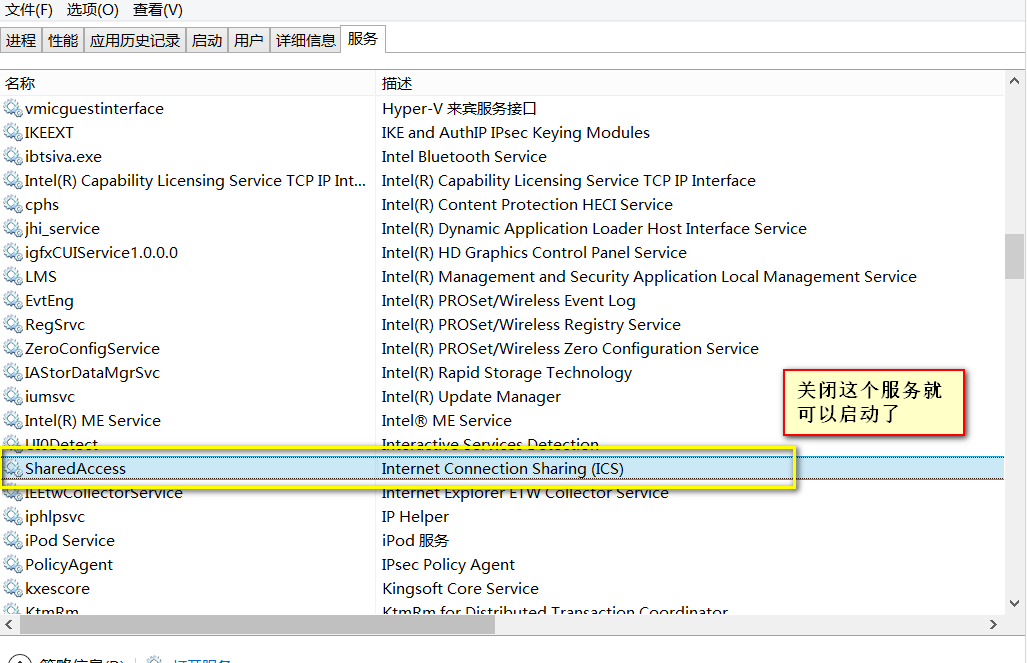 文件(F) 选项(O) 查看(V)
进程 性能 应用历史记录 启动 用户 详细信息 服务
名称 描述
vmicguestinterface Hyper-V 来宾服务接口
IKEEXT IKE and AuthIP IPsec Keying Modules
ibtsiva.exe Intel Bluetooth Service
Intel(R) Capability Licensing Service TCP IP Int... Intel(R) Capability Licensing Service TCP IP Interface
cphs Intel(R) Content Protection HECI Service
jhi_service Intel(R) Dynamic Application Loader Host Interface Service
igfxCUIService1.0.0.0 Intel(R) HD Graphics Control Panel Service
LMS Intel(R) Management and Security Application Local Management Service
EvtEng Intel(R) PROSet/Wireless Event Log
RegSrvc Intel(R) PROSet/Wireless Registry Service
ZeroConfigService Intel(R) PROSet/Wireless Zero Configuration Service
IAStorDataMgrSvc Intel(R) Rapid Storage Technology
iumsvc Intel(R) Update Manager
Intel(R) ME Service Intel® ME Service
关闭这个服务就
可以启动了
UI0Detect Interactive Services Detection
SharedAccess Internet Connection Sharing (ICS)
IEEtwCollectorService Internet Explorer ETW Collector Service
iphlpsvc IP Helper
iPod Service iPod 服务
PolicyAgent IPsec Policy Agent
kxescore Kingsoft Core Service
KtmRm KtmRm for Distributed Transaction Coordinator
简略信息(D) 打开服务